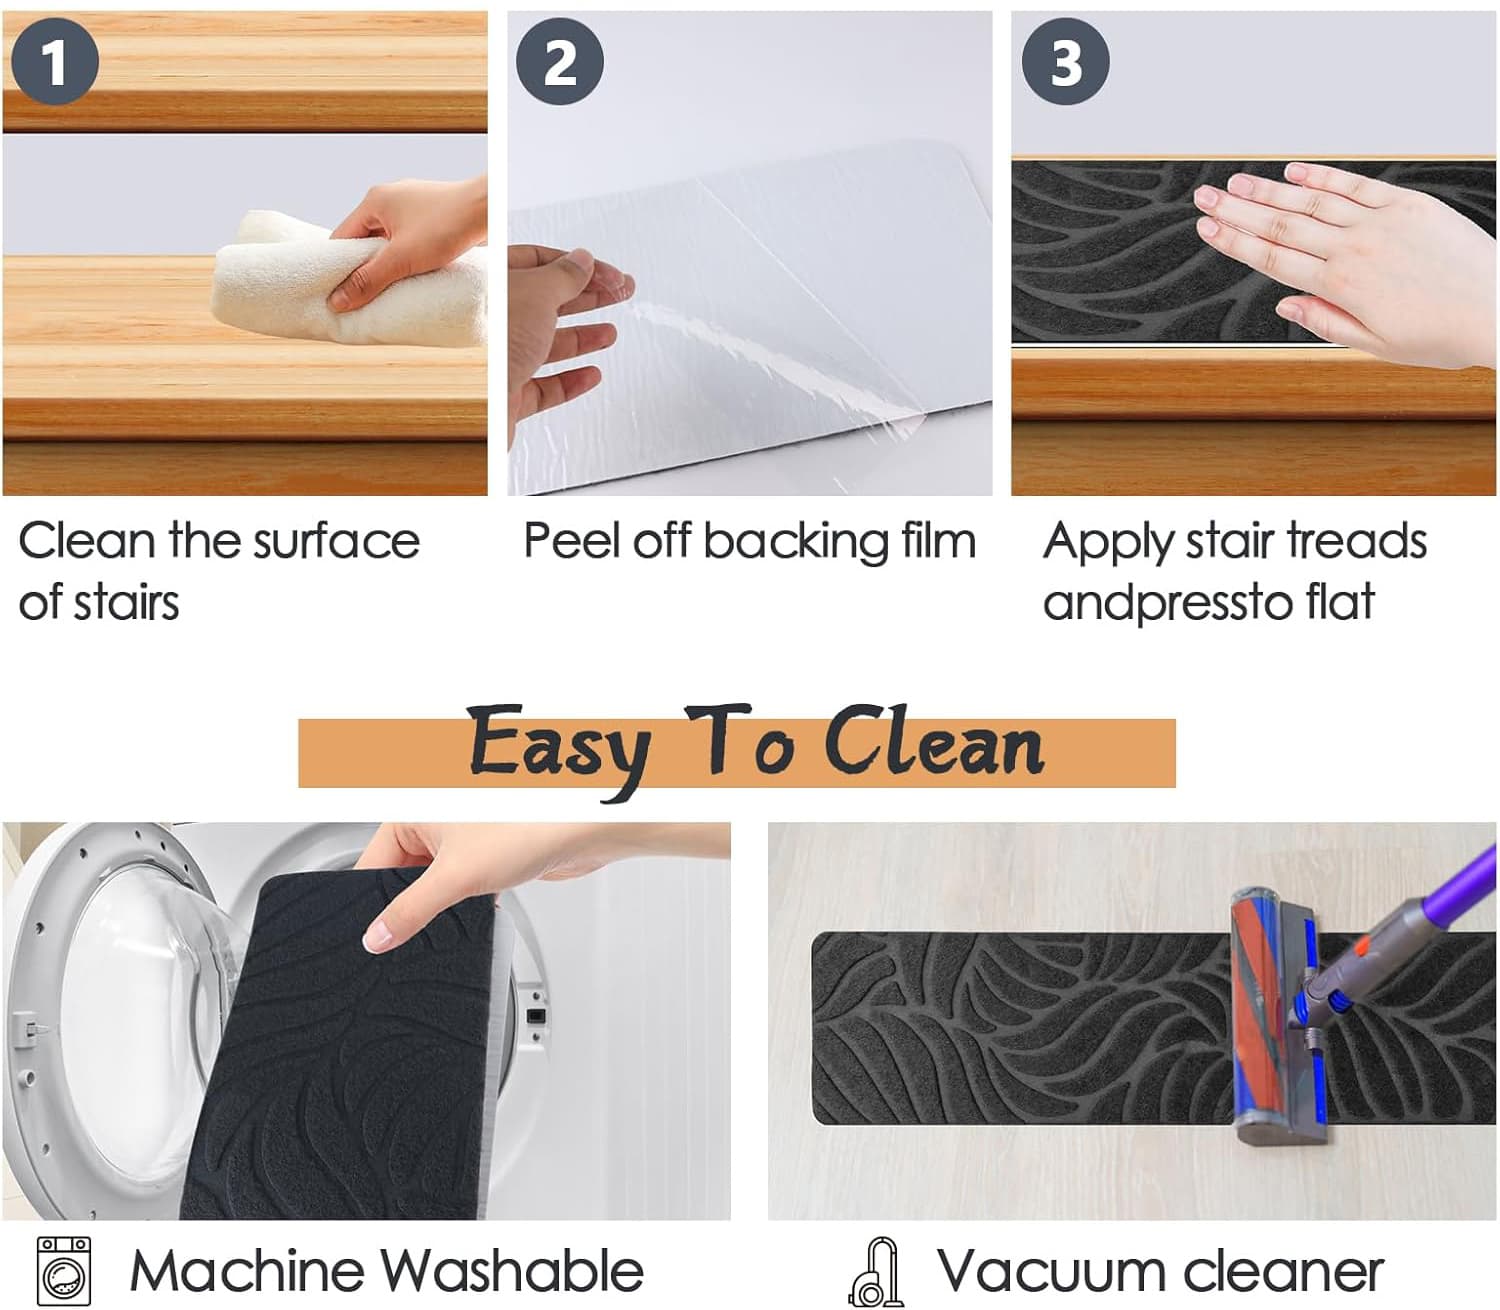 1
2
3
Clean the surface
of stairs
Peel off backing film
Apply stair treads
andpressto flat
Easy To Clean
Machine Washable
Vacuum cleaner